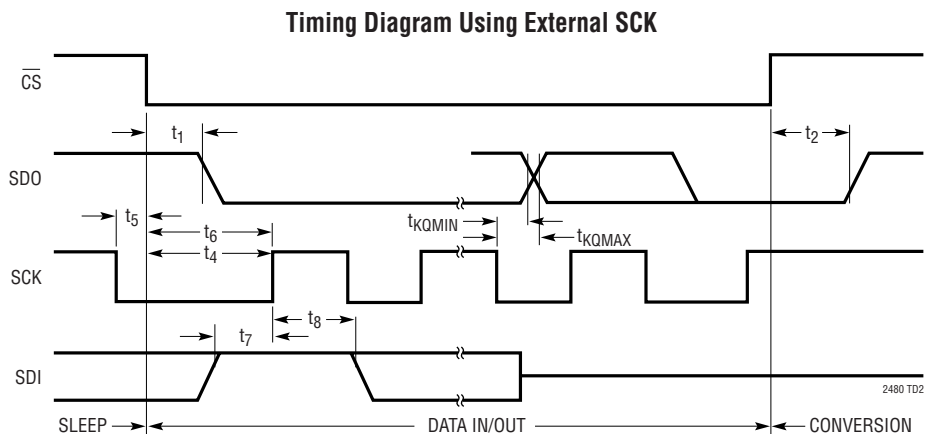 Timing Diagram Using External SCK
CS
t1
t2
SDO
t5
t6
tKQMIN
tKQMAX
t4
SCK
t7
t8
SDI
2480 TD2
SLEEP
DATA IN/OUT
CONVERSION